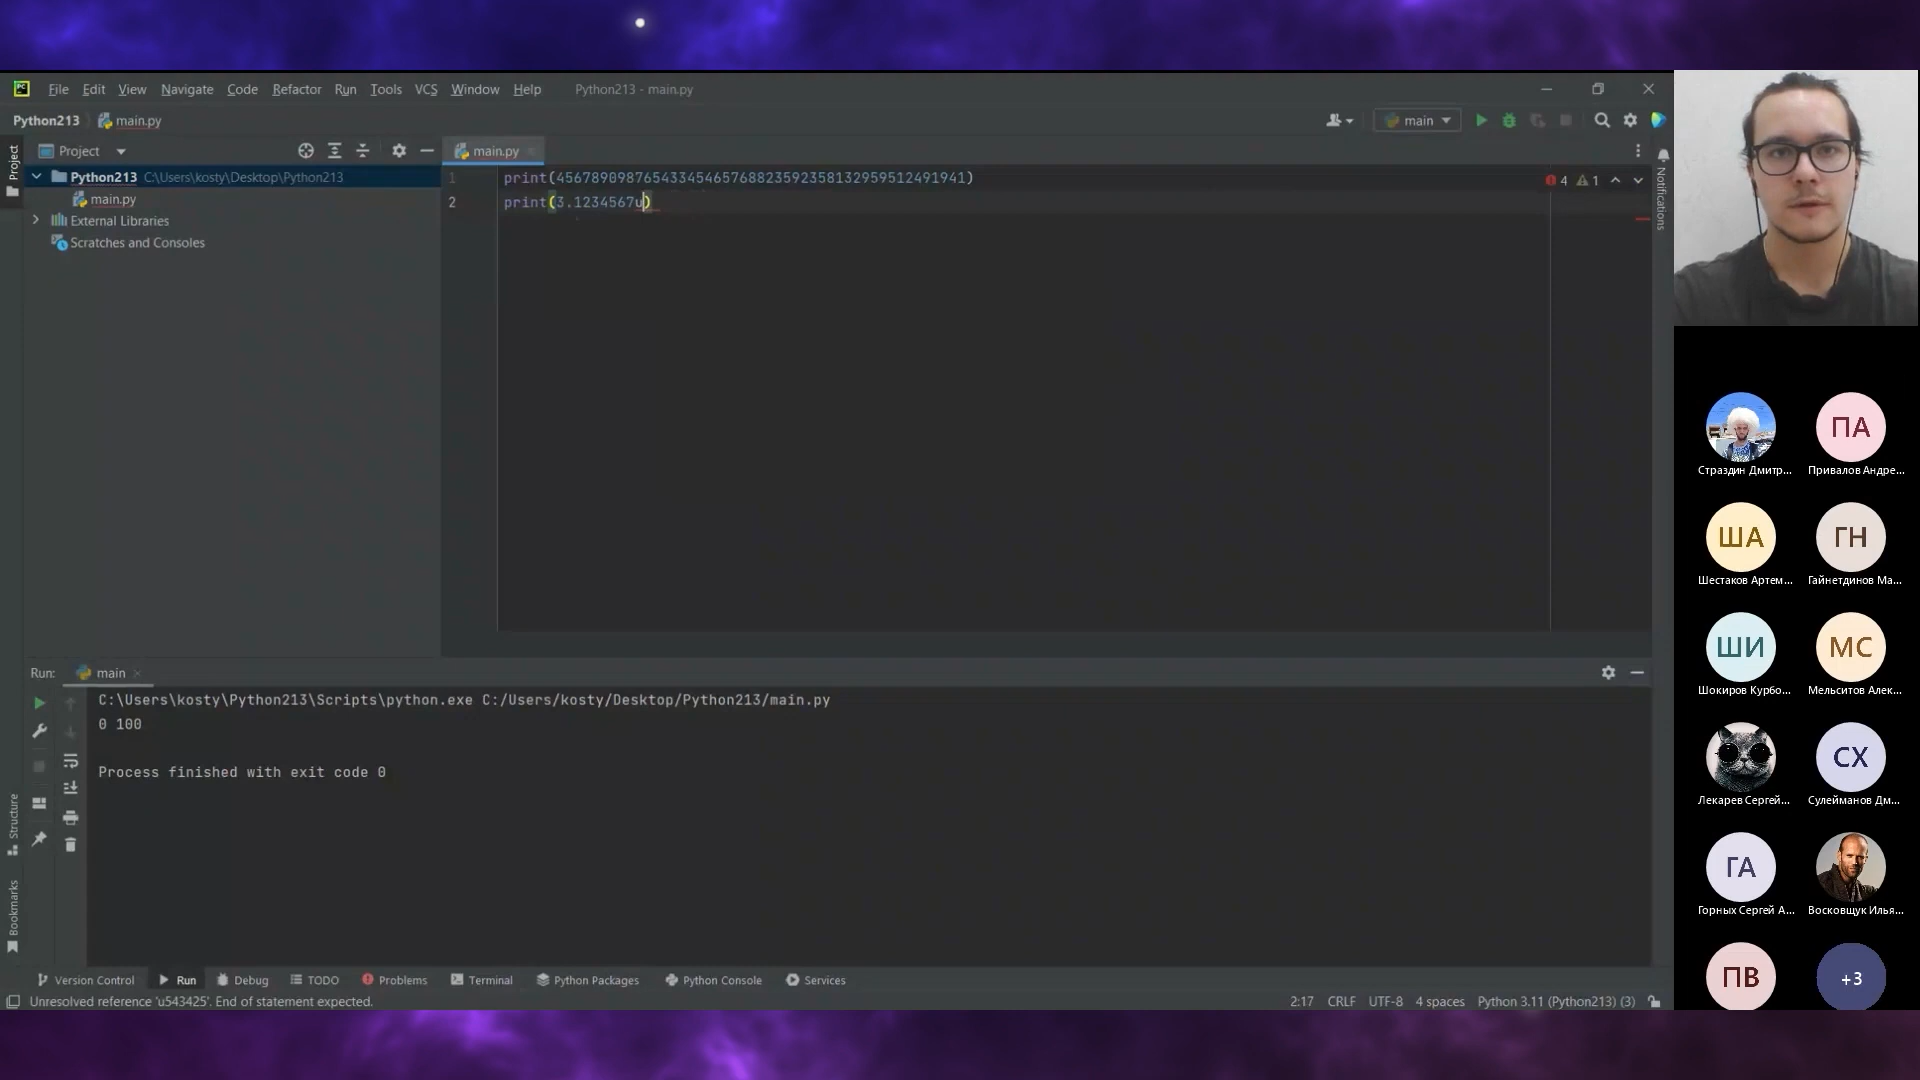 PC File Edit View Navigate Code Refactor Run Tools VCS Window Help Python213 - main.py
Python213 main.py main
Project
Project main.py
Python213 C:\Users\kosty\Desktop\Python213
main.py
External Libraries
Scratches and Consoles
1 print(45678909876543345465768823592358132959512491941) 4 1
2 print(3.1234567u)
Notifications
Страздин Дмитр... Привалов Андре...
ПА
ША ГН
Шестаков Артем... Гайнетдинов Ма...
ШИ МС
Шокиров Курбо... Мельситов Алек...
СХ
Лекарев Сергей... Сулейманов Дм...
ГА
Горных Сергей А... Восковщук Илья...
ПВ +3
Run: main
C:\Users\kosty\Python213\Scripts\python.exe C:/Users/kosty/Desktop/Python213/main.py
0 100
Process finished with exit code 0
Structure
Bookmarks
Version Control Run Debug TODO Problems Terminal Python Packages Python Console Services
Unresolved reference 'u543425'. End of statement expected. 2:17 CRLF UTF-8 4 spaces Python 3.11 (Python213) (3)